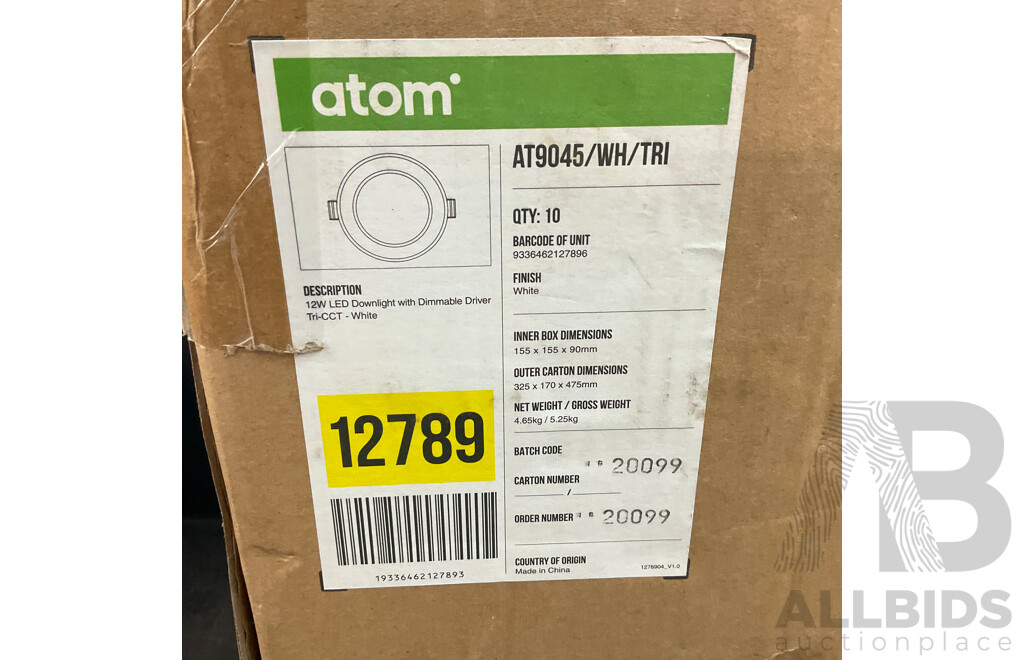 atom
AT9045/WH/TRI
QTY: 10
BARCODE OF UNIT
9336462127896
FINISH
White
DESCRIPTION
12W LED Downlight with Dimmable Driver
Tri-CCT - White
INNER BOX DIMENSIONS
155 x 155 x 90mm
OUTER CARTON DIMENSIONS
325 x 170 x 475mm
NET WEIGHT / GROSS WEIGHT
4.65kg / 5.25kg
12789
BATCH CODE
20099
CARTON NUMBER
/
ORDER NUMBER
20099
COUNTRY OF ORIGIN
Made in China
1278904_V1.0
19336462127893
AB
ALLBIDS
auctionplace